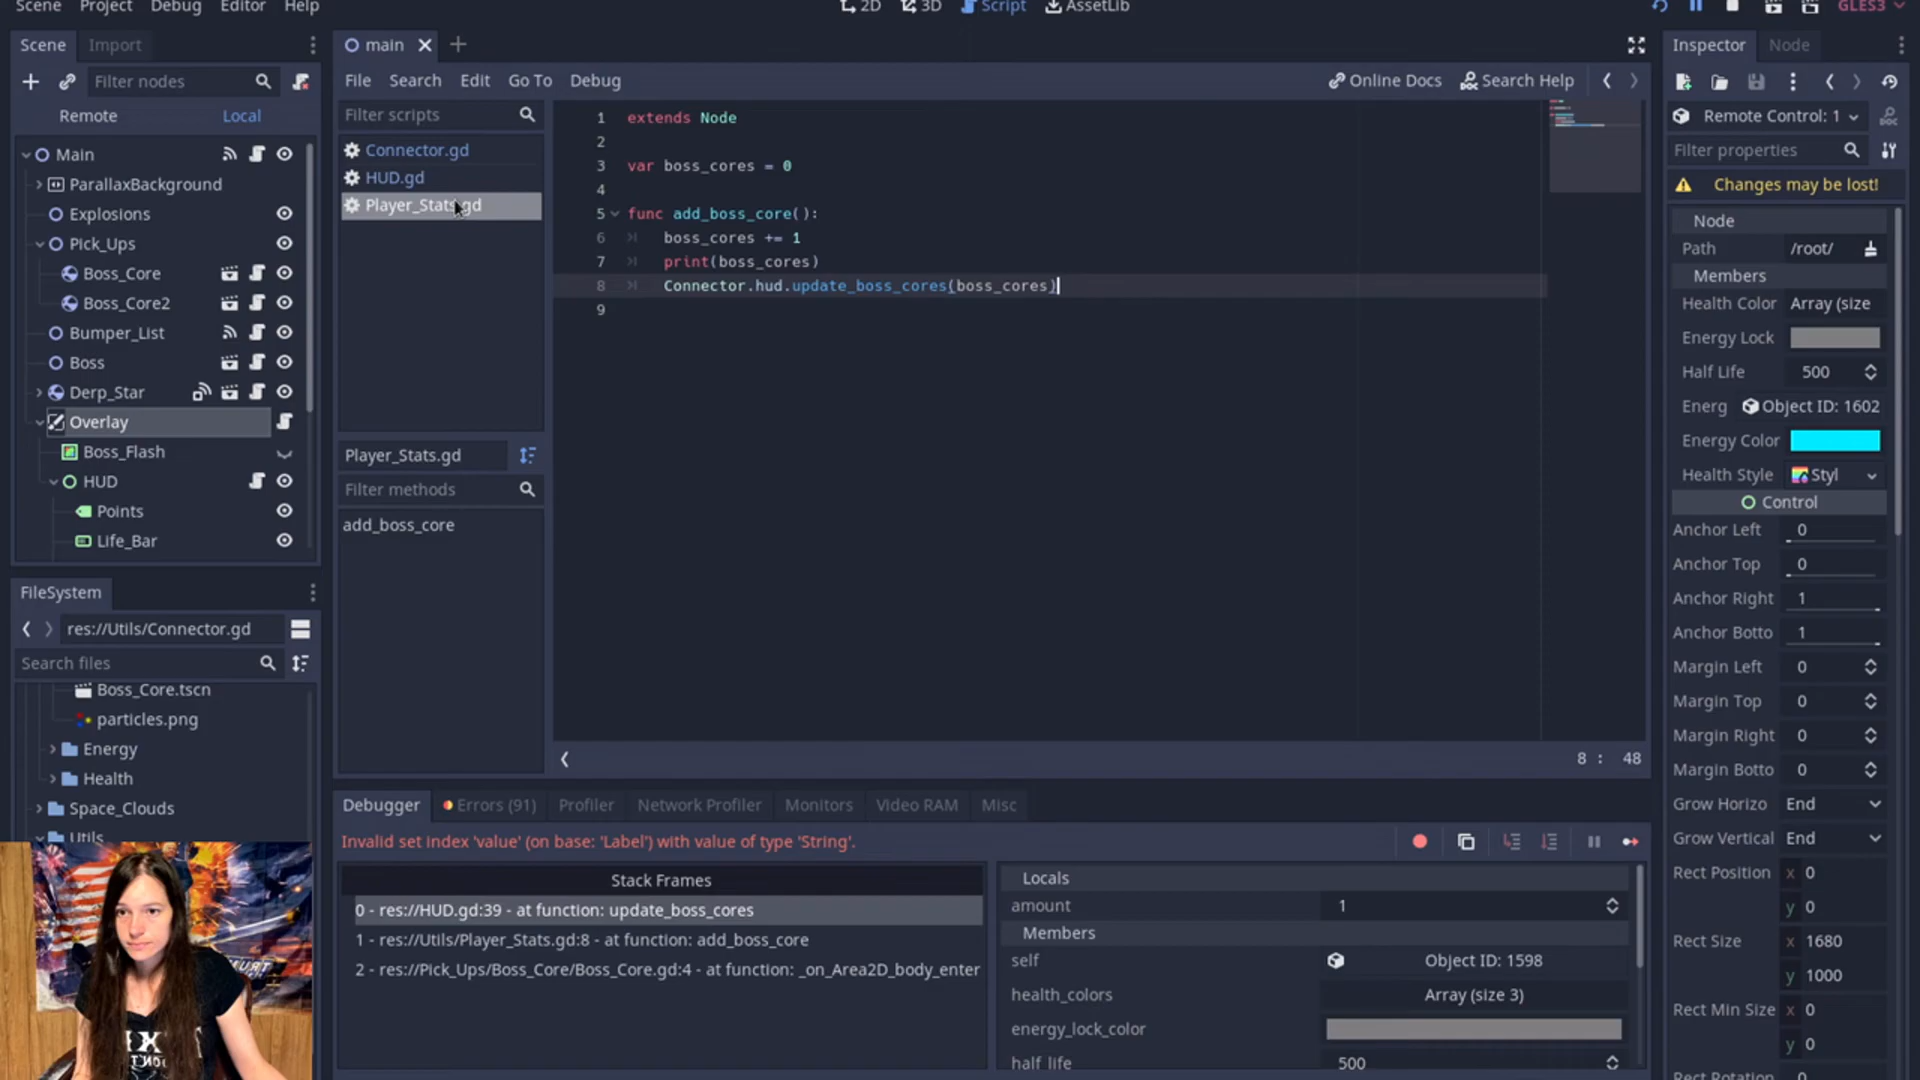 Scene Project Debug Editor Help
2D 3D Script AssetLib
GLES3
Scene Import
Filter nodes
Remote Local
Main
ParallaxBackground
Explosions
Pick_Ups
Boss_Core
Boss_Core2
Bumper_List
Boss
Derp_Star
Overlay
Boss_Flash
HUD
Points
Life_Bar
FileSystem
res://Utils/Connector.gd
Search files
Boss_Core.tscn
particles.png
Energy
Health
Space_Clouds
Utils
main
File Search Edit Go To Debug
Online Docs Search Help
Filter scripts
Connector.gd
HUD.gd
Player_Stats.gd
Player_Stats.gd
Filter methods
add_boss_core
1 extends Node
2
3 var boss_cores = 0
4
5 func add_boss_core():
6 boss_cores += 1
7 print(boss_cores)
8 Connector.hud.update_boss_cores(boss_cores)
9
8 : 48
Debugger Errors (91) Profiler Network Profiler Monitors Video RAM Misc
Invalid set index 'value' (on base: 'Label') with value of type 'String'.
Stack Frames
0 - res://HUD.gd:39 - at function: update_boss_cores
1 - res://Utils/Player_Stats.gd:8 - at function: add_boss_core
2 - res://Pick_Ups/Boss_Core/Boss_Core.gd:4 - at function: _on_Area2D_body_enter
Locals
amount 1
Members
self Object ID: 1598
health_colors Array (size 3)
energy_lock_color
half_life 500
Inspector Node
Remote Control: 1
Filter properties
Changes may be lost!
Node
Path /root/
Members
Health Color Array (size
Energy Lock
Half Life 500
Energ Object ID: 1602
Energy Color
Health Style Styl
Control
Anchor Left 0
Anchor Top 0
Anchor Right 1
Anchor Botto 1
Margin Left 0
Margin Top 0
Margin Right 0
Margin Botto 0
Grow Horizo End
Grow Vertical End
Rect Position x 0
y 0
Rect Size x 1680
y 1000
Rect Min Size x 0
y 0
Rect Rotation 0